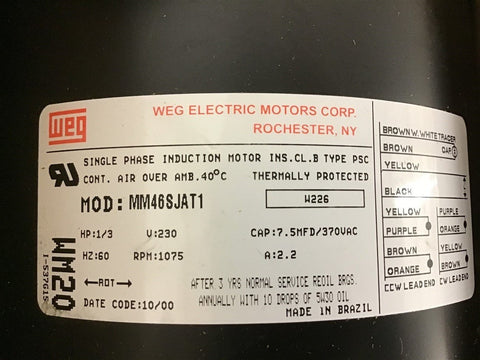 weg
WEG ELECTRIC MOTORS CORP.
ROCHESTER, NY
SINGLE PHASE INDUCTION MOTOR INS.CL.B TYPE PSC
CONT. AIR OVER AMB.40°C THERMALLY PROTECTED
MOD: MM46SJAT1 W226
HP:1/3 V:230 CAP:7.5MFD/370VAC
HZ:60 RPM:1075 A:2.2
←ROT→ AFTER 3 YRS NORMAL SERVICE REOIL BRGS.
ANNUALLY WITH 10 DROPS OF 5W30 OIL
DATE CODE:10/00 MADE IN BRAZIL
WM20
I-537G15
BROWN W.WHITE TRACER
BROWN CAP.
YELLOW
BLACK
YELLOW YELLOW
PURPLE ORANGE
BROWN BROWN
ORANGE PURPLE
CCW LEAD END CW LEAD END